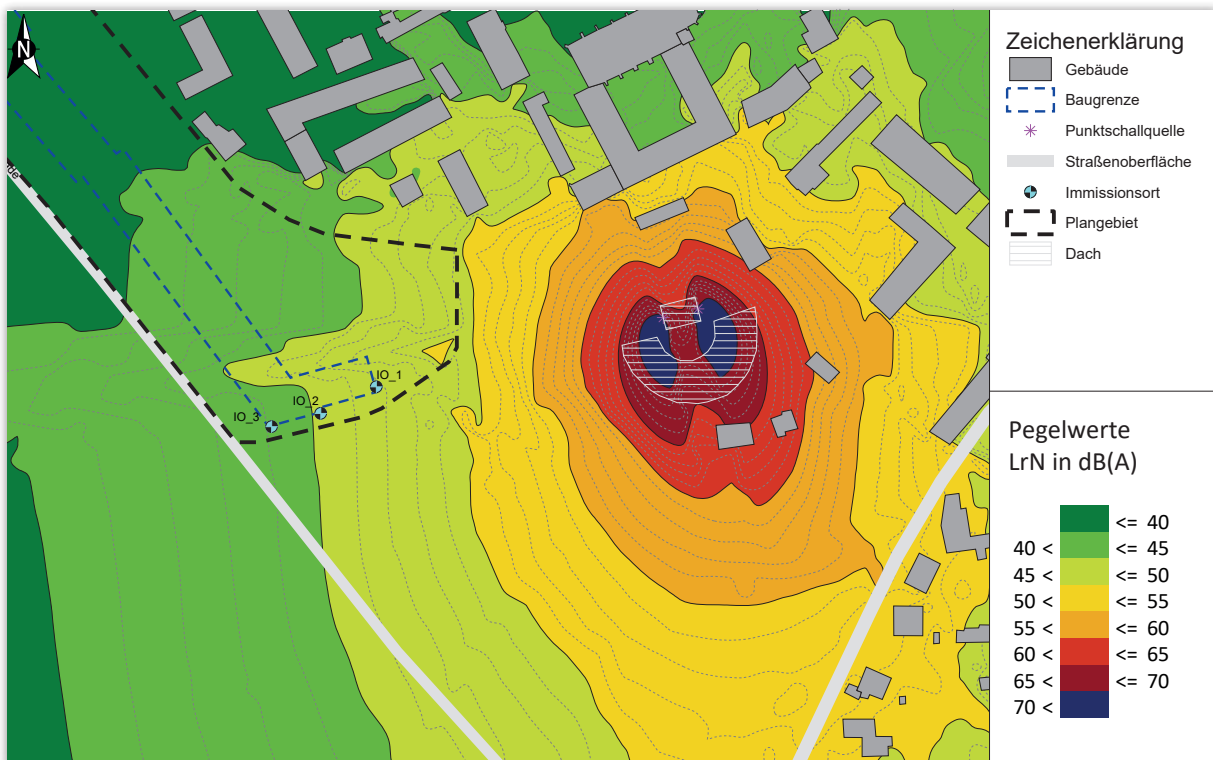 N
IO_1
IO_2
IO_3
Zeichenerklärung
Gebäude
Baugrenze
Punktschallquelle
Straßenoberfläche
Immissionsort
Plangebiet
Dach
Pegelwerte
LrN in dB(A)
<= 40
40 < <= 45
45 < <= 50
50 < <= 55
55 < <= 60
60 < <= 65
65 < <= 70
70 <